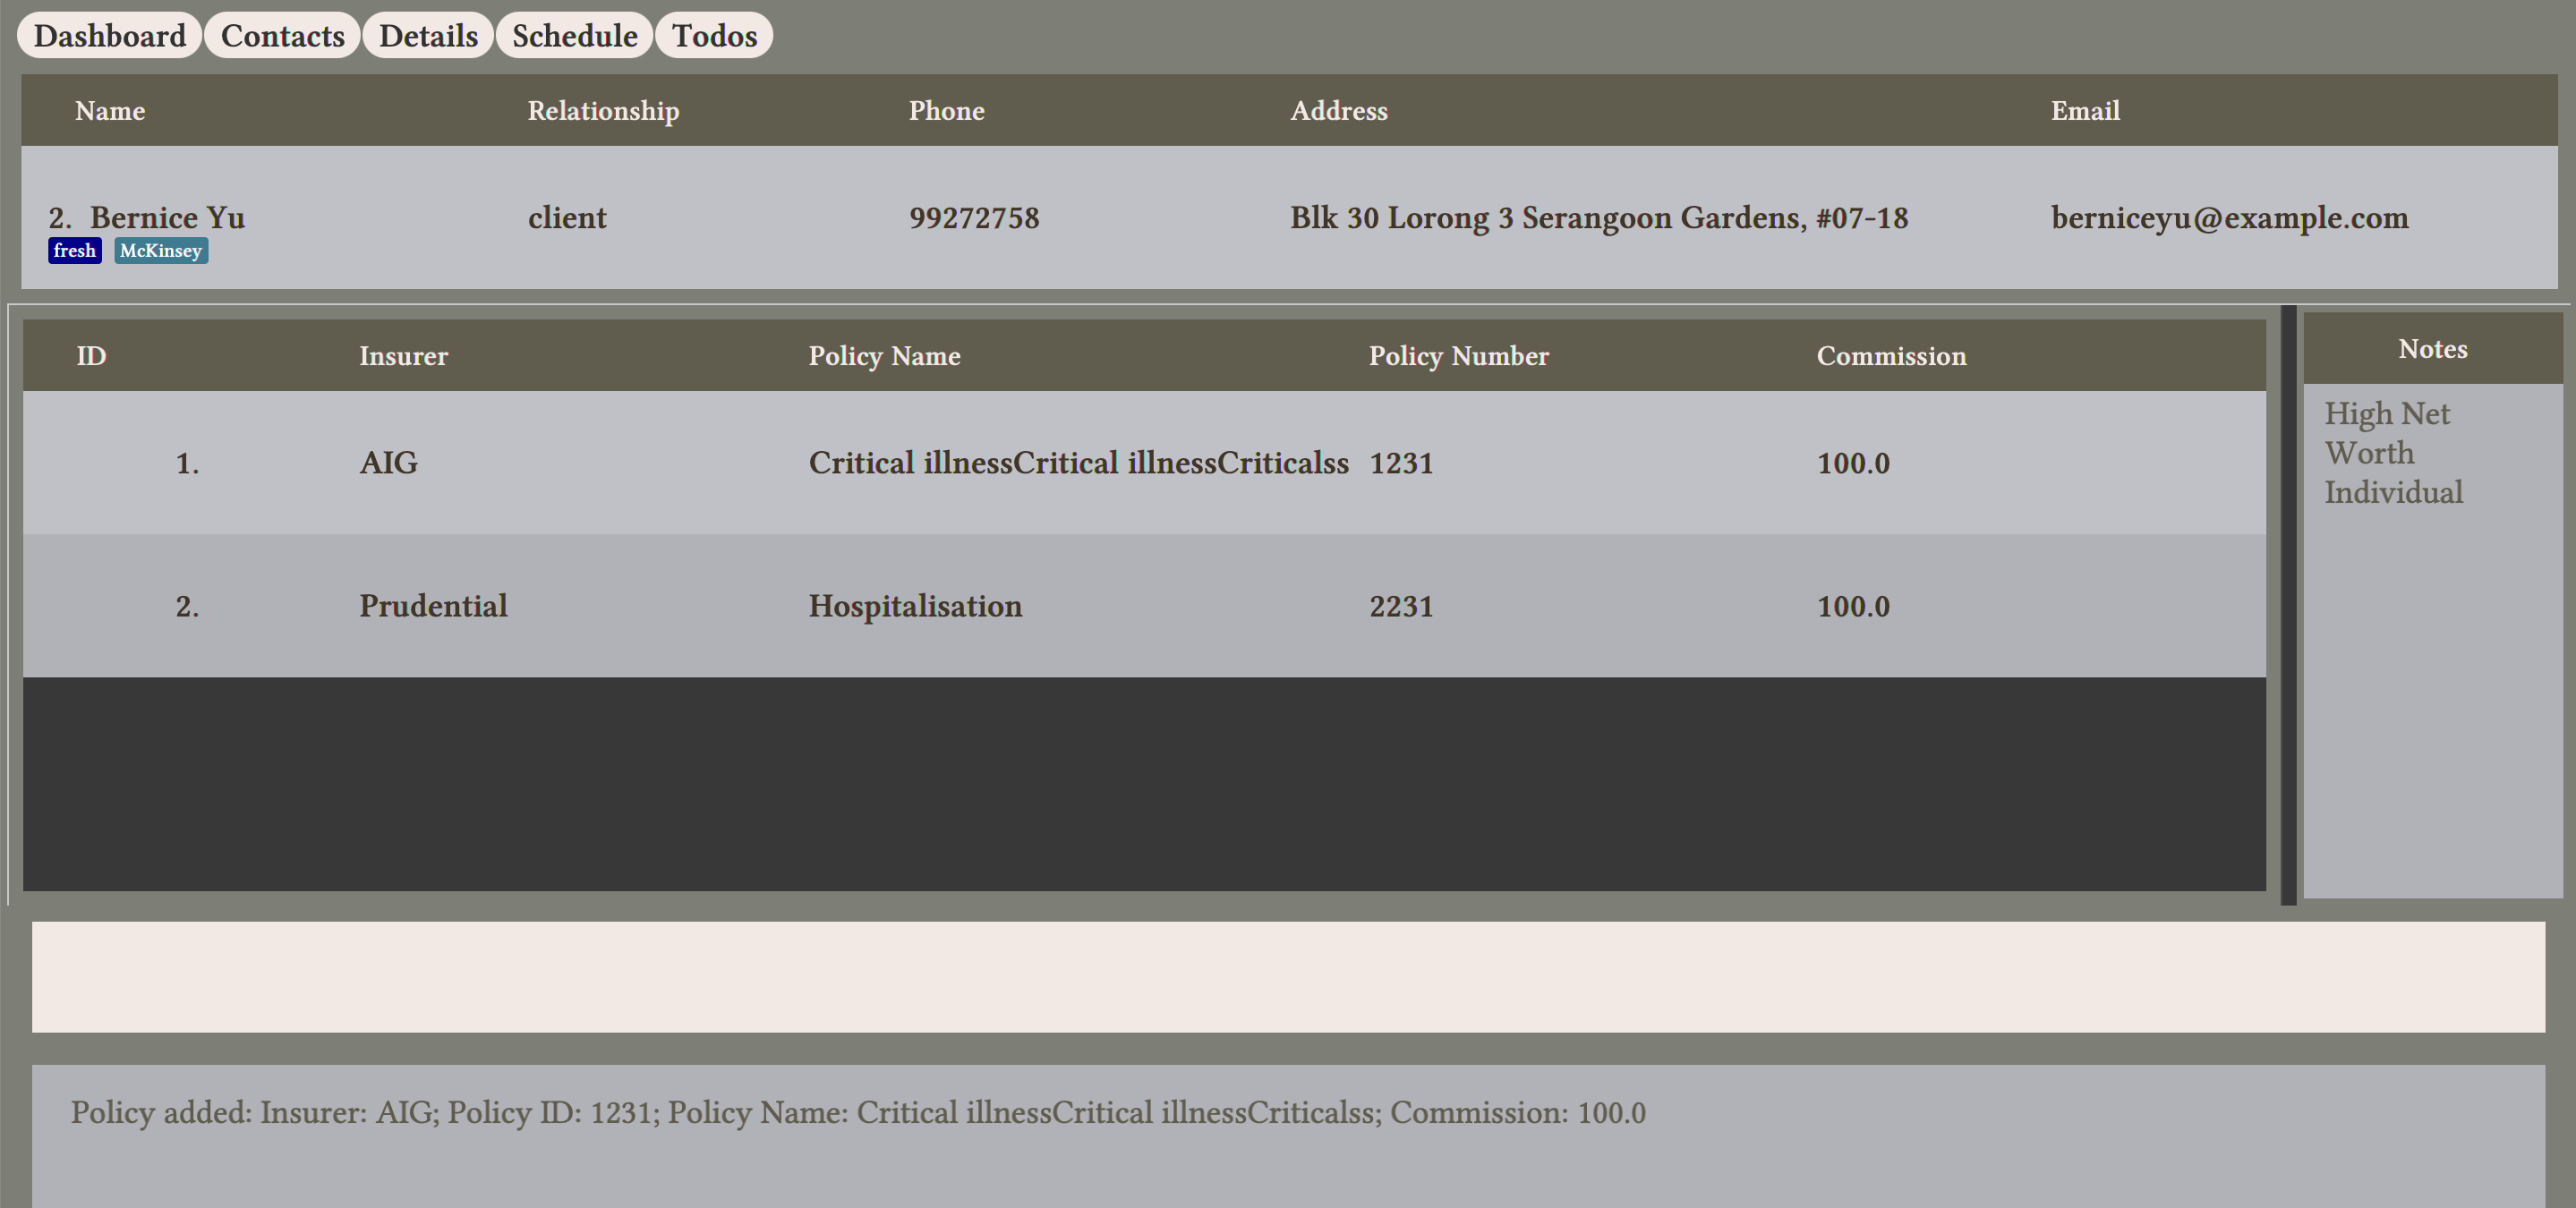 Dashboard Contacts Details Schedule Todos
Name Relationship Phone Address Email
2. Bernice Yu client 99272758 Blk 30 Lorong 3 Serangoon Gardens, #07-18 berniceyu@example.com
fresh McKinsey
ID Insurer Policy Name Policy Number Commission
1. AIG Critical illnessCritical illnessCriticalss 1231 100.0
2. Prudential Hospitalisation 2231 100.0
Notes
High Net
Worth
Individual
Policy added: Insurer: AIG; Policy ID: 1231; Policy Name: Critical illnessCritical illnessCriticalss; Commission: 100.0